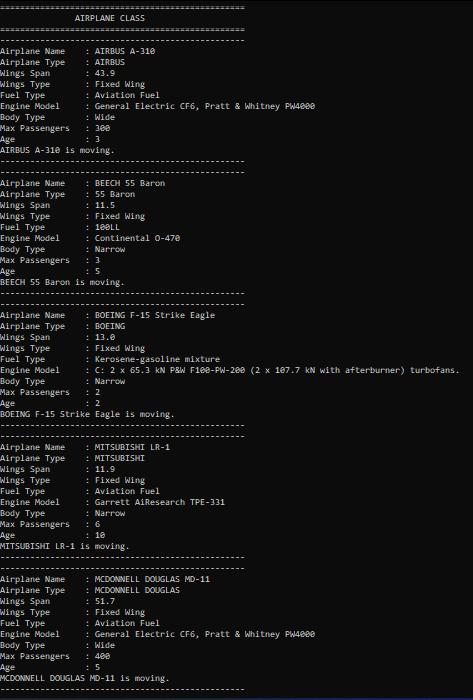 =================================================
AIRPLANE CLASS
=================================================
-------------------------------------------------
Airplane Name : AIRBUS A-310
Airplane Type : AIRBUS
Wings Span : 43.9
Wings Type : Fixed Wing
Fuel Type : Aviation Fuel
Engine Model : General Electric CF6, Pratt & Whitney PW4000
Body Type : Wide
Max Passengers : 300
Age : 3
AIRBUS A-310 is moving.
-------------------------------------------------
-------------------------------------------------
Airplane Name : BEECH 55 Baron
Airplane Type : 55 Baron
Wings Span : 11.5
Wings Type : Fixed Wing
Fuel Type : 100LL
Engine Model : Continental O-470
Body Type : Narrow
Max Passengers : 3
Age : 5
BEECH 55 Baron is moving.
-------------------------------------------------
-------------------------------------------------
Airplane Name : BOEING F-15 Strike Eagle
Airplane Type : BOEING
Wings Span : 13.0
Wings Type : Fixed Wing
Fuel Type : Kerosene-gasoline mixture
Engine Model : C: 2 x 65.3 kN P&W F100-PW-200 (2 x 107.7 kN with afterburner) turbofans.
Body Type : Narrow
Max Passengers : 2
Age : 2
BOEING F-15 Strike Eagle is moving.
-------------------------------------------------
-------------------------------------------------
Airplane Name : MITSUBISHI LR-1
Airplane Type : MITSUBISHI
Wings Span : 11.9
Wings Type : Fixed Wing
Fuel Type : Aviation Fuel
Engine Model : Garrett AiResearch TPE-331
Body Type : Narrow
Max Passengers : 6
Age : 10
MITSUBISHI LR-1 is moving.
-------------------------------------------------
-------------------------------------------------
Airplane Name : MCDONNELL DOUGLAS MD-11
Airplane Type : MCDONNELL DOUGLAS
Wings Span : 51.7
Wings Type : Fixed Wing
Fuel Type : Aviation Fuel
Engine Model : General Electric CF6, Pratt & Whitney PW4000
Body Type : Wide
Max Passengers : 400
Age : 5
MCDONNELL DOUGLAS MD-11 is moving.
-------------------------------------------------